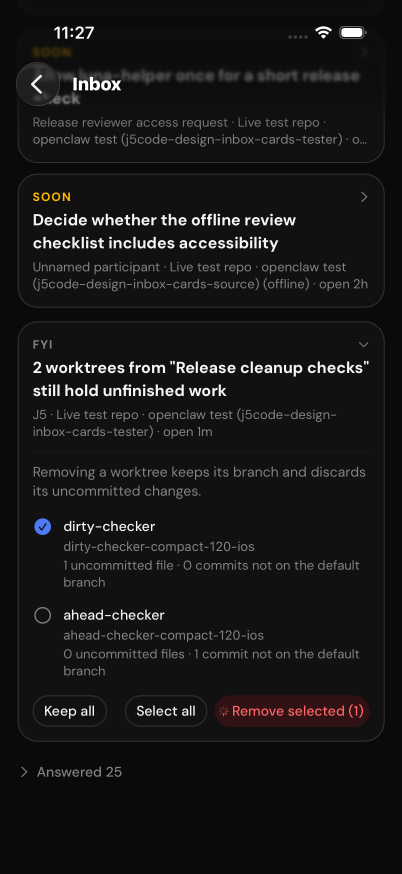 11:27
SOON
Inbox
once for a short release
Release reviewer access request · Live test repo ·
openclaw test (j5code-design-inbox-cards-tester) · o...
SOON
Decide whether the offline review
checklist includes accessibility
Unnamed participant · Live test repo · openclaw test
(j5code-design-inbox-cards-source) (offline) · open 2h
FYI
2 worktrees from "Release cleanup checks"
still hold unfinished work
J5 · Live test repo · openclaw test (j5code-design-
inbox-cards-tester) · open 1m
Removing a worktree keeps its branch and discards
its uncommitted changes.
dirty-checker
dirty-checker-compact-120-ios
1 uncommitted file · 0 commits not on the default
branch
ahead-checker
ahead-checker-compact-120-ios
0 uncommitted files · 1 commit not on the default
branch
Keep all
Select all
Remove selected (1)
Answered 25